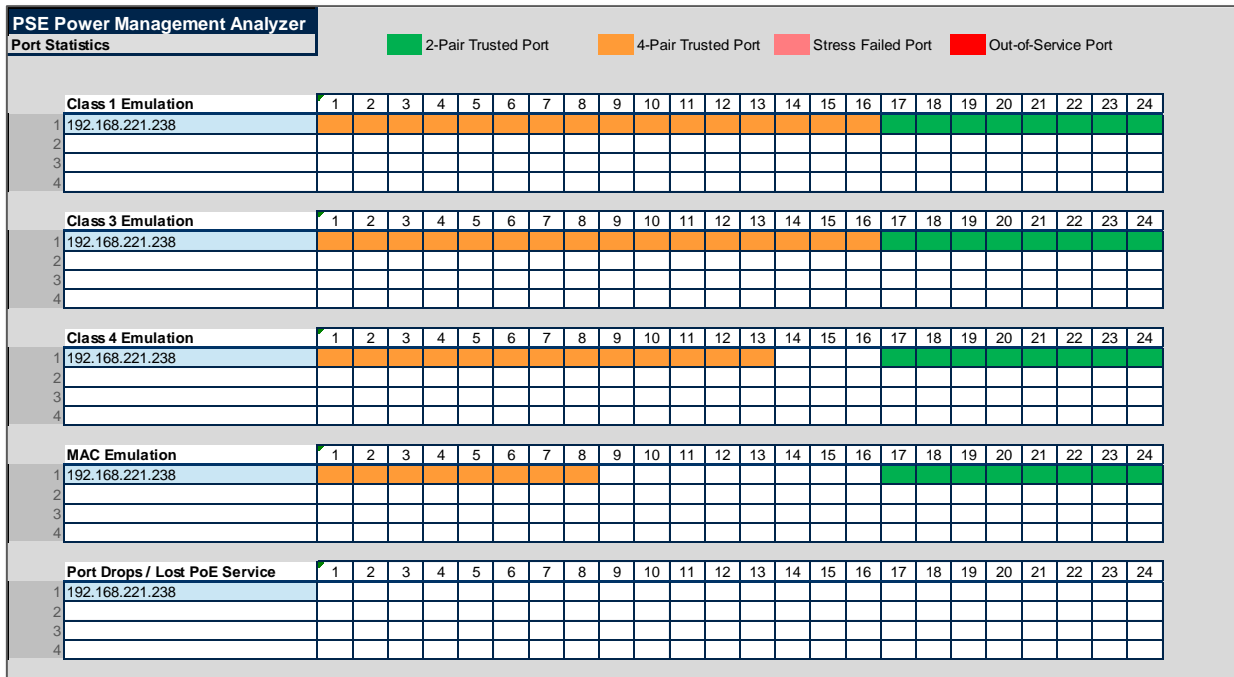 PSE Power Management Analyzer
Port Statistics
2-Pair Trusted Port 4-Pair Trusted Port Stress Failed Port Out-of-Service Port
Class 1 Emulation 1 2 3 4 5 6 7 8 9 10 11 12 13 14 15 16 17 18 19 20 21 22 23 24
1 192.168.221.238
2
3
4
Class 3 Emulation 1 2 3 4 5 6 7 8 9 10 11 12 13 14 15 16 17 18 19 20 21 22 23 24
1 192.168.221.238
2
3
4
Class 4 Emulation 1 2 3 4 5 6 7 8 9 10 11 12 13 14 15 16 17 18 19 20 21 22 23 24
1 192.168.221.238
2
3
4
MAC Emulation 1 2 3 4 5 6 7 8 9 10 11 12 13 14 15 16 17 18 19 20 21 22 23 24
1 192.168.221.238
2
3
4
Port Drops / Lost PoE Service 1 2 3 4 5 6 7 8 9 10 11 12 13 14 15 16 17 18 19 20 21 22 23 24
1 192.168.221.238
2
3
4